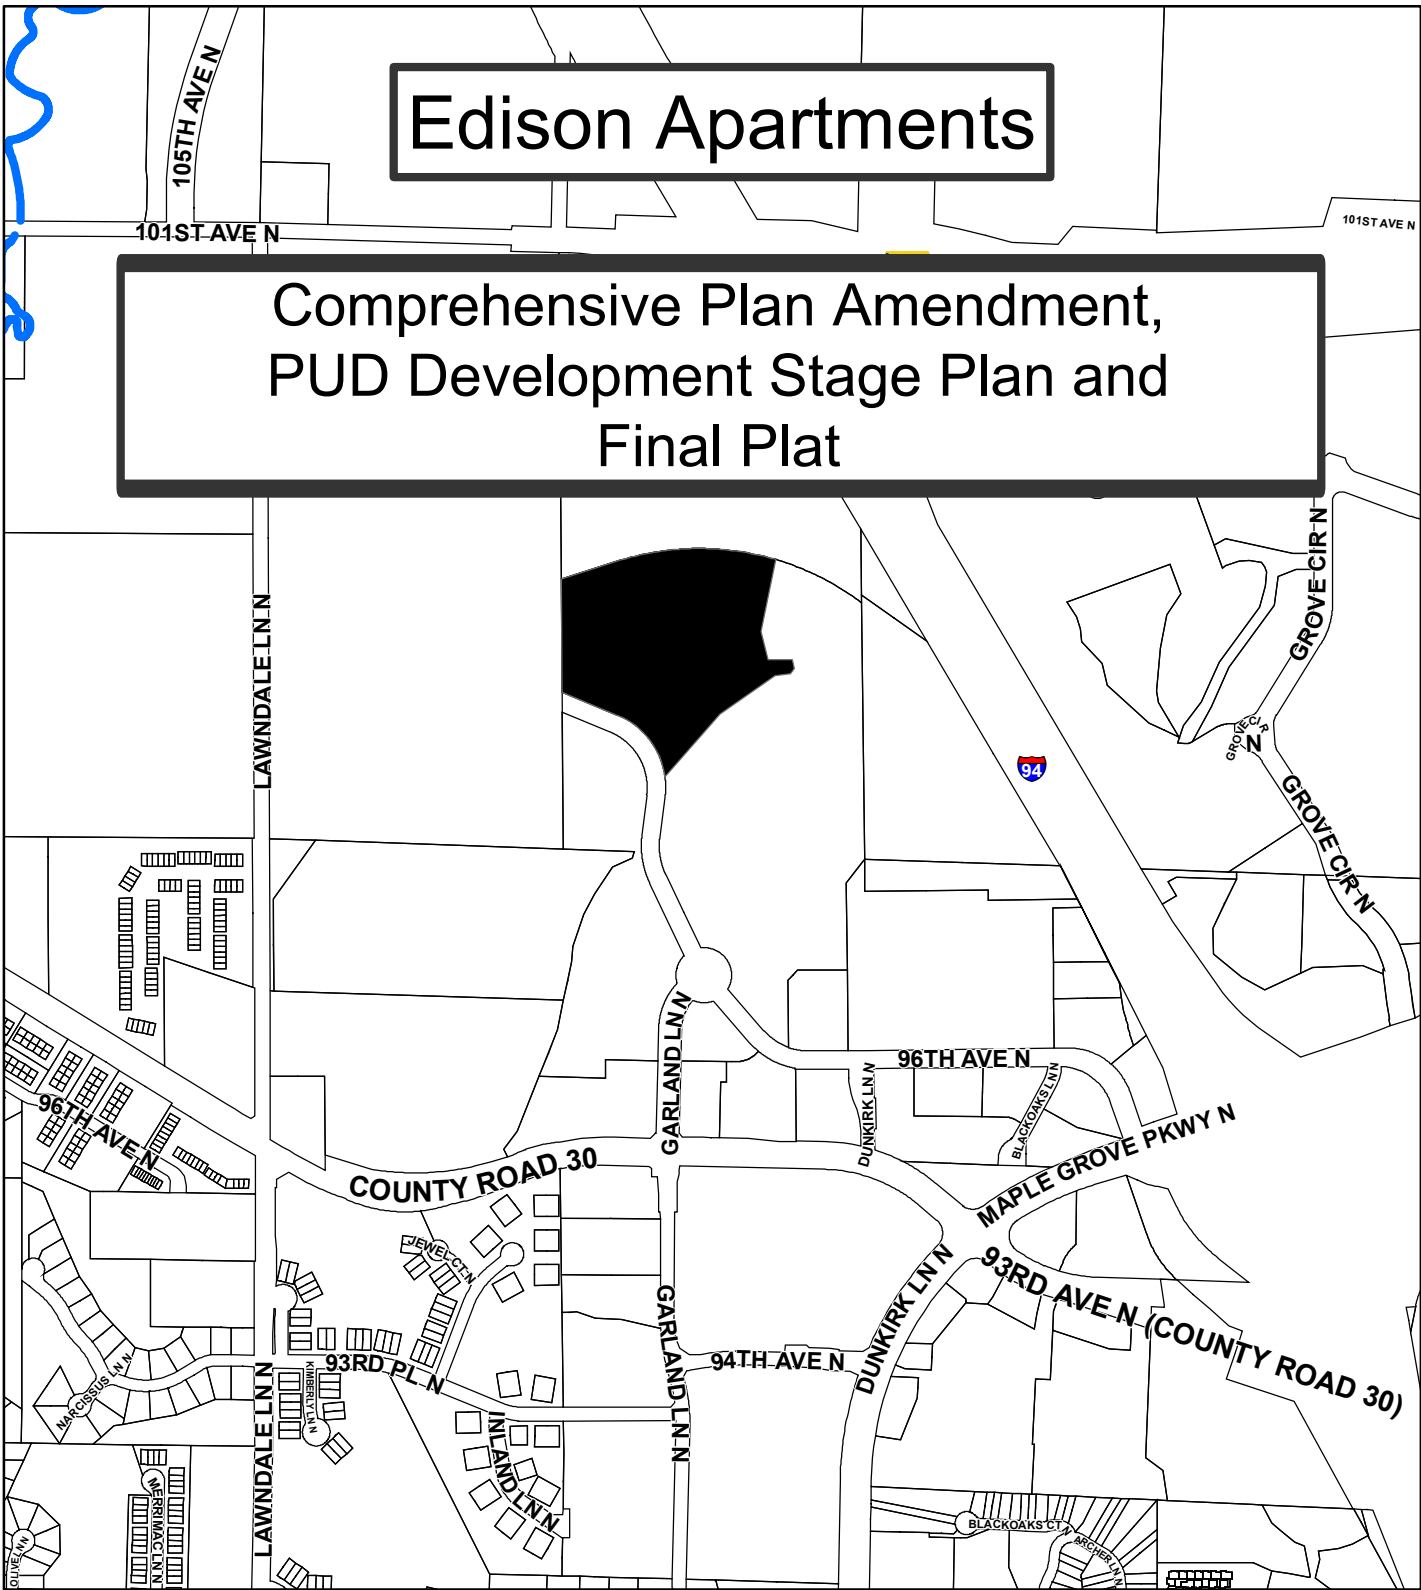 Edison Apartments
105TH AVE N
101ST AVE N
101ST AVE N
Comprehensive Plan Amendment,
PUD Development Stage Plan and
Final Plat
LAWNDALE LN N
GROVE CIR N
GROVE CIR
N
94
GROVE CIR N
GARLAND LN N
96TH AVE N
DUNKIRK LN N
BLACKOAKS LN N
96TH AVE N
COUNTY ROAD 30
MAPLE GROVE PKWY N
JEWEL CT N
DUNKIRK LN N
93RD AVE N (COUNTY ROAD 30)
GARLAND LN N
94TH AVE N
93RD PL N
KIMBERLY LN N
NARCISSUS LN N
LAWNDALE LN N
INLAND LN N
MERRIMAC LN N
OLIVE LN N
BLACKOAKS CT N
ARCHER LN N